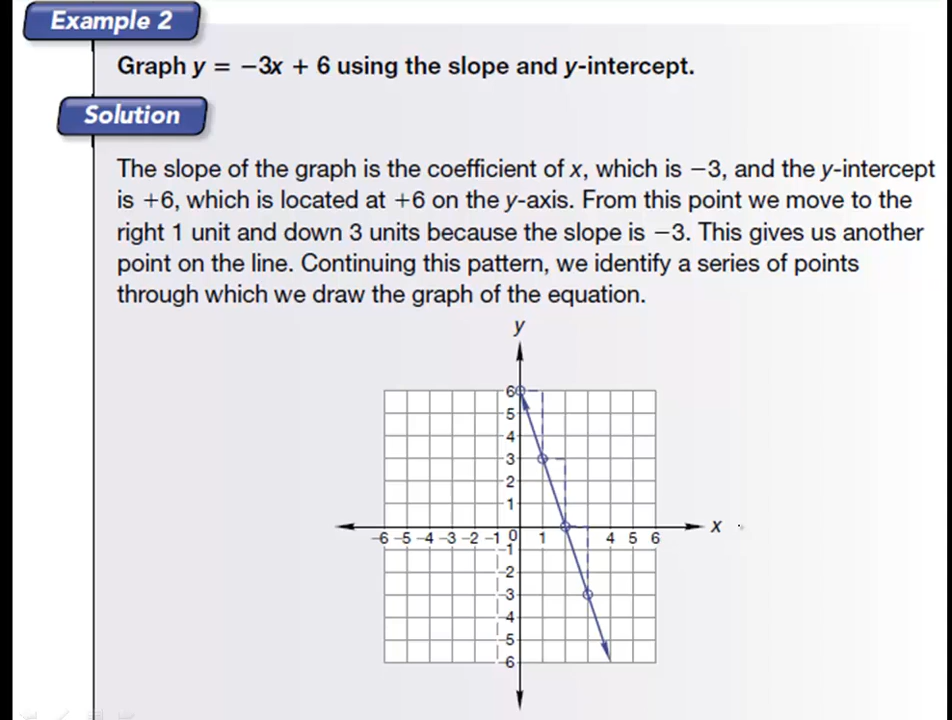 Example 2
Graph y = −3x + 6 using the slope and y-intercept.
Solution
The slope of the graph is the coefficient of x, which is −3, and the y-intercept
is +6, which is located at +6 on the y-axis. From this point we move to the
right 1 unit and down 3 units because the slope is −3. This gives us another
point on the line. Continuing this pattern, we identify a series of points
through which we draw the graph of the equation.
y
6
5
4
3
2
1
−6 −5 −4 −3 −2 −1 0 1 4 5 6 x
−1
−2
−3
−4
−5
−6